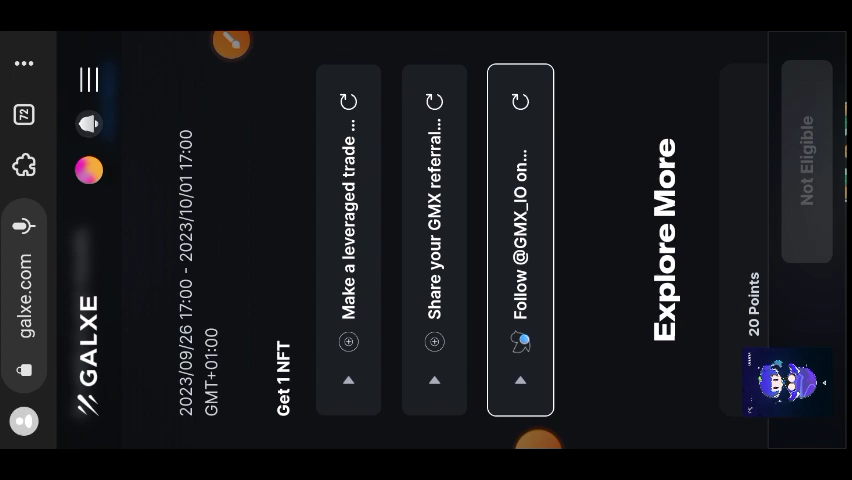 galxe.com
72
GALXE
2023/09/26 17:00 - 2023/10/01 17:00
GMT+01:00
Get 1 NFT
Make a leveraged trade ...
Share your GMX referral...
Follow @GMX_IO on...
Explore More
20 Points
Not Eligible